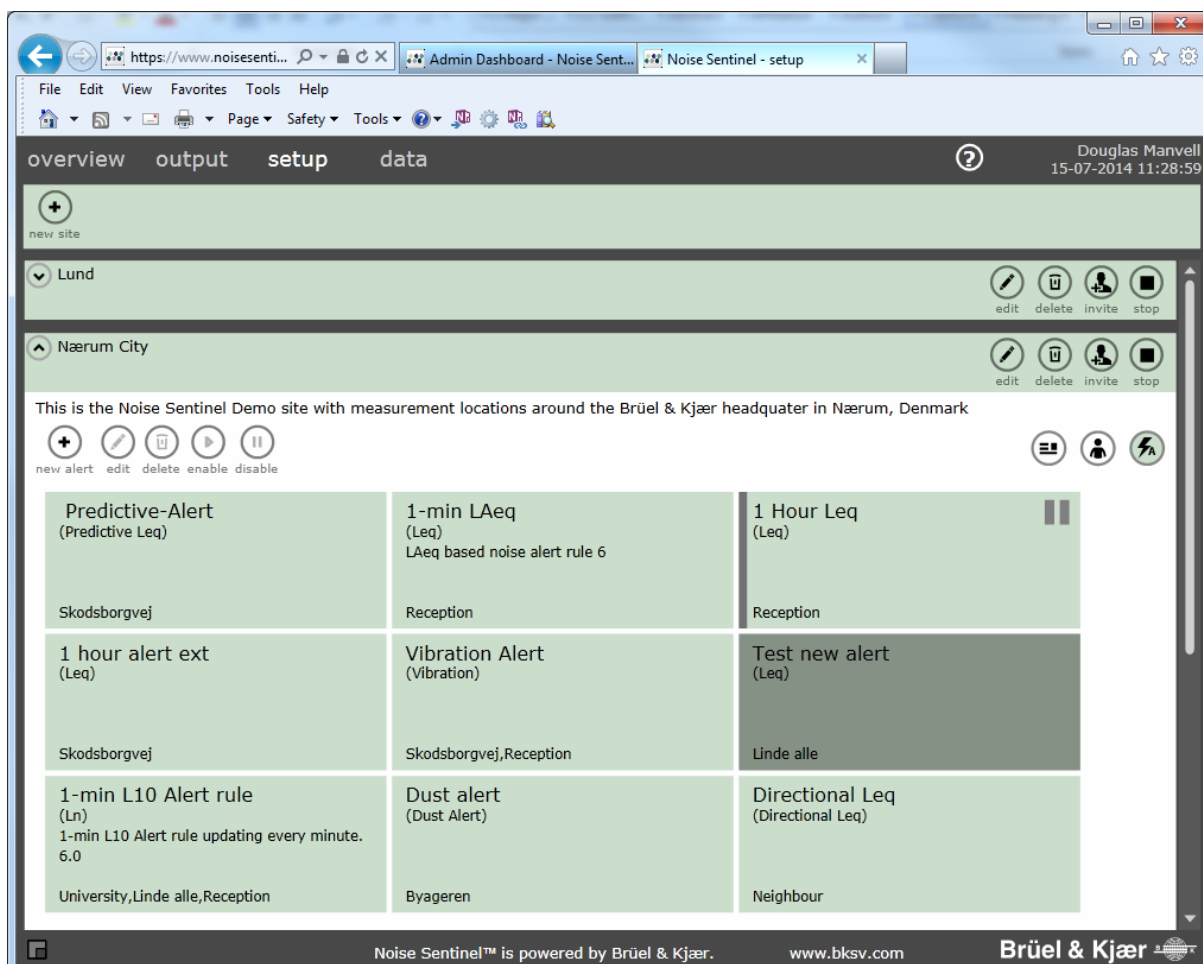 https://www.noisesenti...
Admin Dashboard - Noise Sent...
Noise Sentinel - setup
File Edit View Favorites Tools Help
Page Safety Tools
overview output setup data
Douglas Manvell
15-07-2014 11:28:59
new site
Lund
edit delete invite stop
Nærum City
edit delete invite stop
This is the Noise Sentinel Demo site with measurement locations around the Brüel & Kjær headquater in Nærum, Denmark
new alert edit delete enable disable
Predictive-Alert
(Predictive Leq)
Skodsborgvej
1-min LAeq
(Leq)
LAeq based noise alert rule 6
Reception
1 Hour Leq
(Leq)
Reception
1 hour alert ext
(Leq)
Skodsborgvej
Vibration Alert
(Vibration)
Skodsborgvej,Reception
Test new alert
(Leq)
Linde alle
1-min L10 Alert rule
(Ln)
1-min L10 Alert rule updating every minute.
6.0
University,Linde alle,Reception
Dust alert
(Dust Alert)
Byageren
Directional Leq
(Directional Leq)
Neighbour
Noise Sentinel™ is powered by Brüel & Kjær.
www.bksv.com
Brüel & Kjær